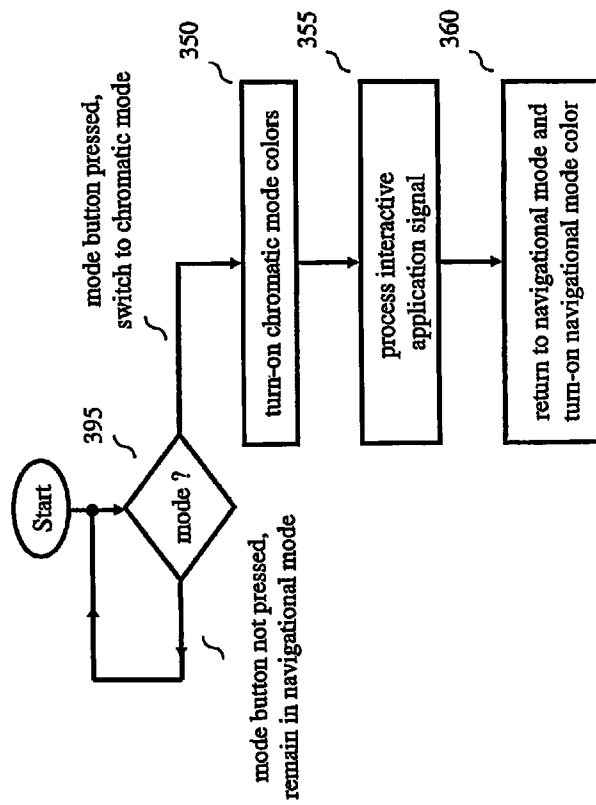 Start
395
mode ?
mode button not pressed,
remain in navigational mode
mode button pressed,
switch to chromatic mode
350
turn-on chromatic mode colors
355
process interactive
application signal
360
return to navigational mode and
turn-on navigational mode color